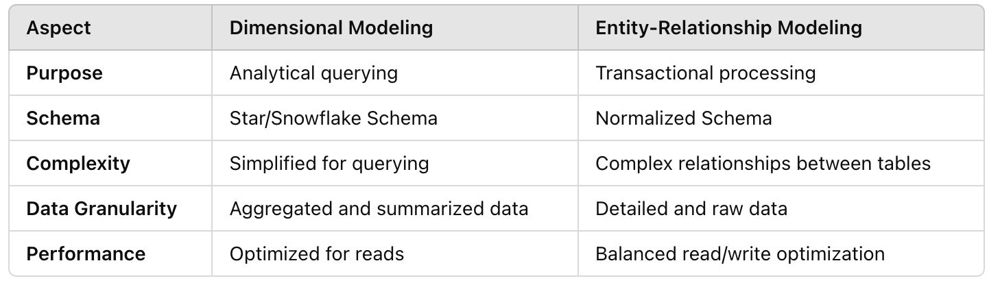 Aspect Dimensional Modeling Entity-Relationship Modeling
Purpose Analytical querying Transactional processing
Schema Star/Snowflake Schema Normalized Schema
Complexity Simplified for querying Complex relationships between tables
Data Granularity Aggregated and summarized data Detailed and raw data
Performance Optimized for reads Balanced read/write optimization